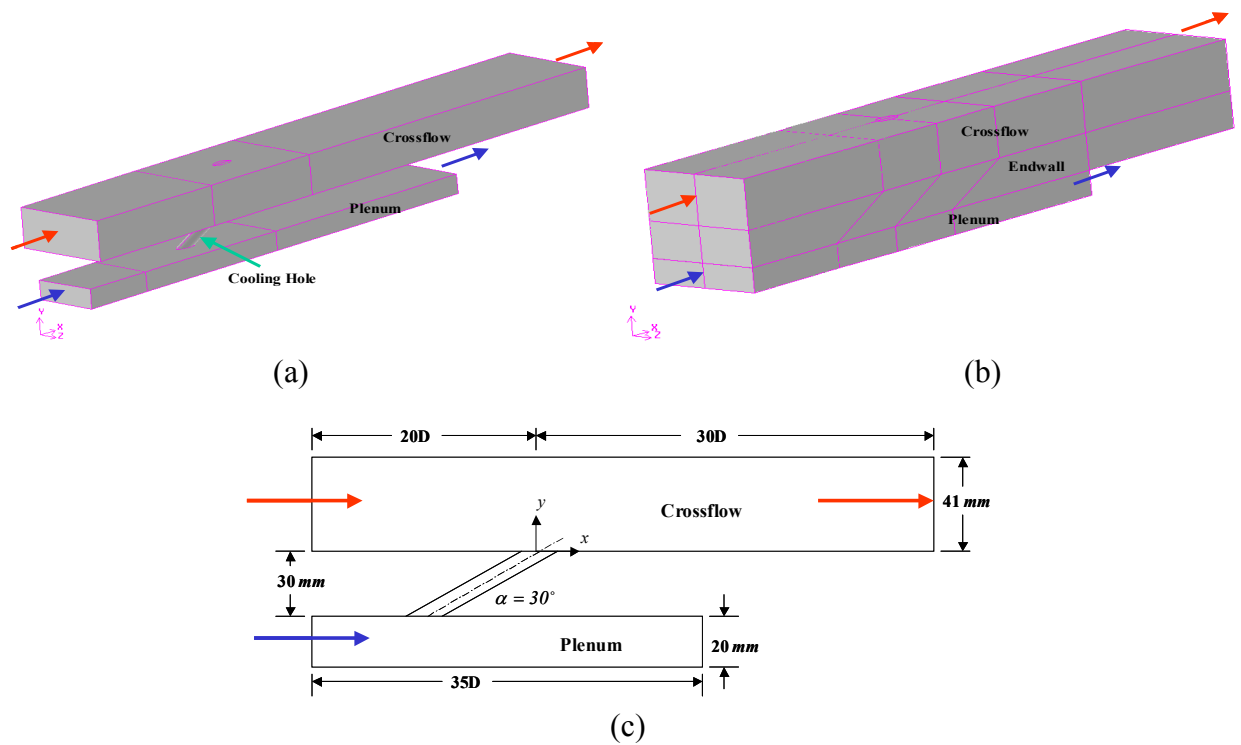 Crossflow
Plenum
Cooling Hole
Y
X
Z
(a)
Crossflow
Endwall
Plenum
Y
X
Z
(b)
20D
30D
Crossflow
41 mm
y
x
30 mm
α = 30°
Plenum
20 mm
35D
(c)